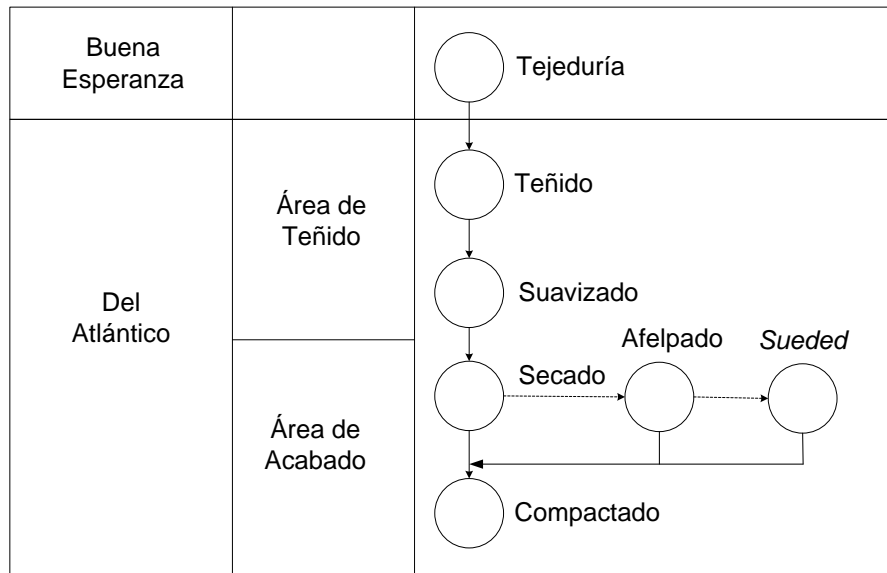 Buena
Esperanza
Tejeduría
Área de
Teñido
Teñido
Suavizado
Del
Atlántico
Afelpado
Sueded
Secado
Área de
Acabado
Compactado